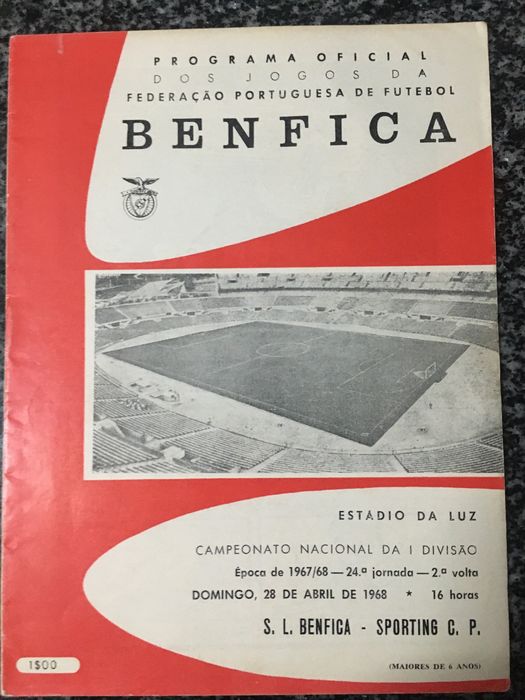 PROGRAMA OFICIAL
DOS JOGOS DA
FEDERAÇÃO PORTUGUESA DE FUTEBOL
BENFICA
ESTÁDIO DA LUZ
CAMPEONATO NACIONAL DA I DIVISÃO
Época de 1967/68 — 24.ª jornada — 2.ª volta
DOMINGO, 28 DE ABRIL DE 1968 * 16 horas
S. L. BENFICA - SPORTING C. P.
1$00
(MAIORES DE 6 ANOS)